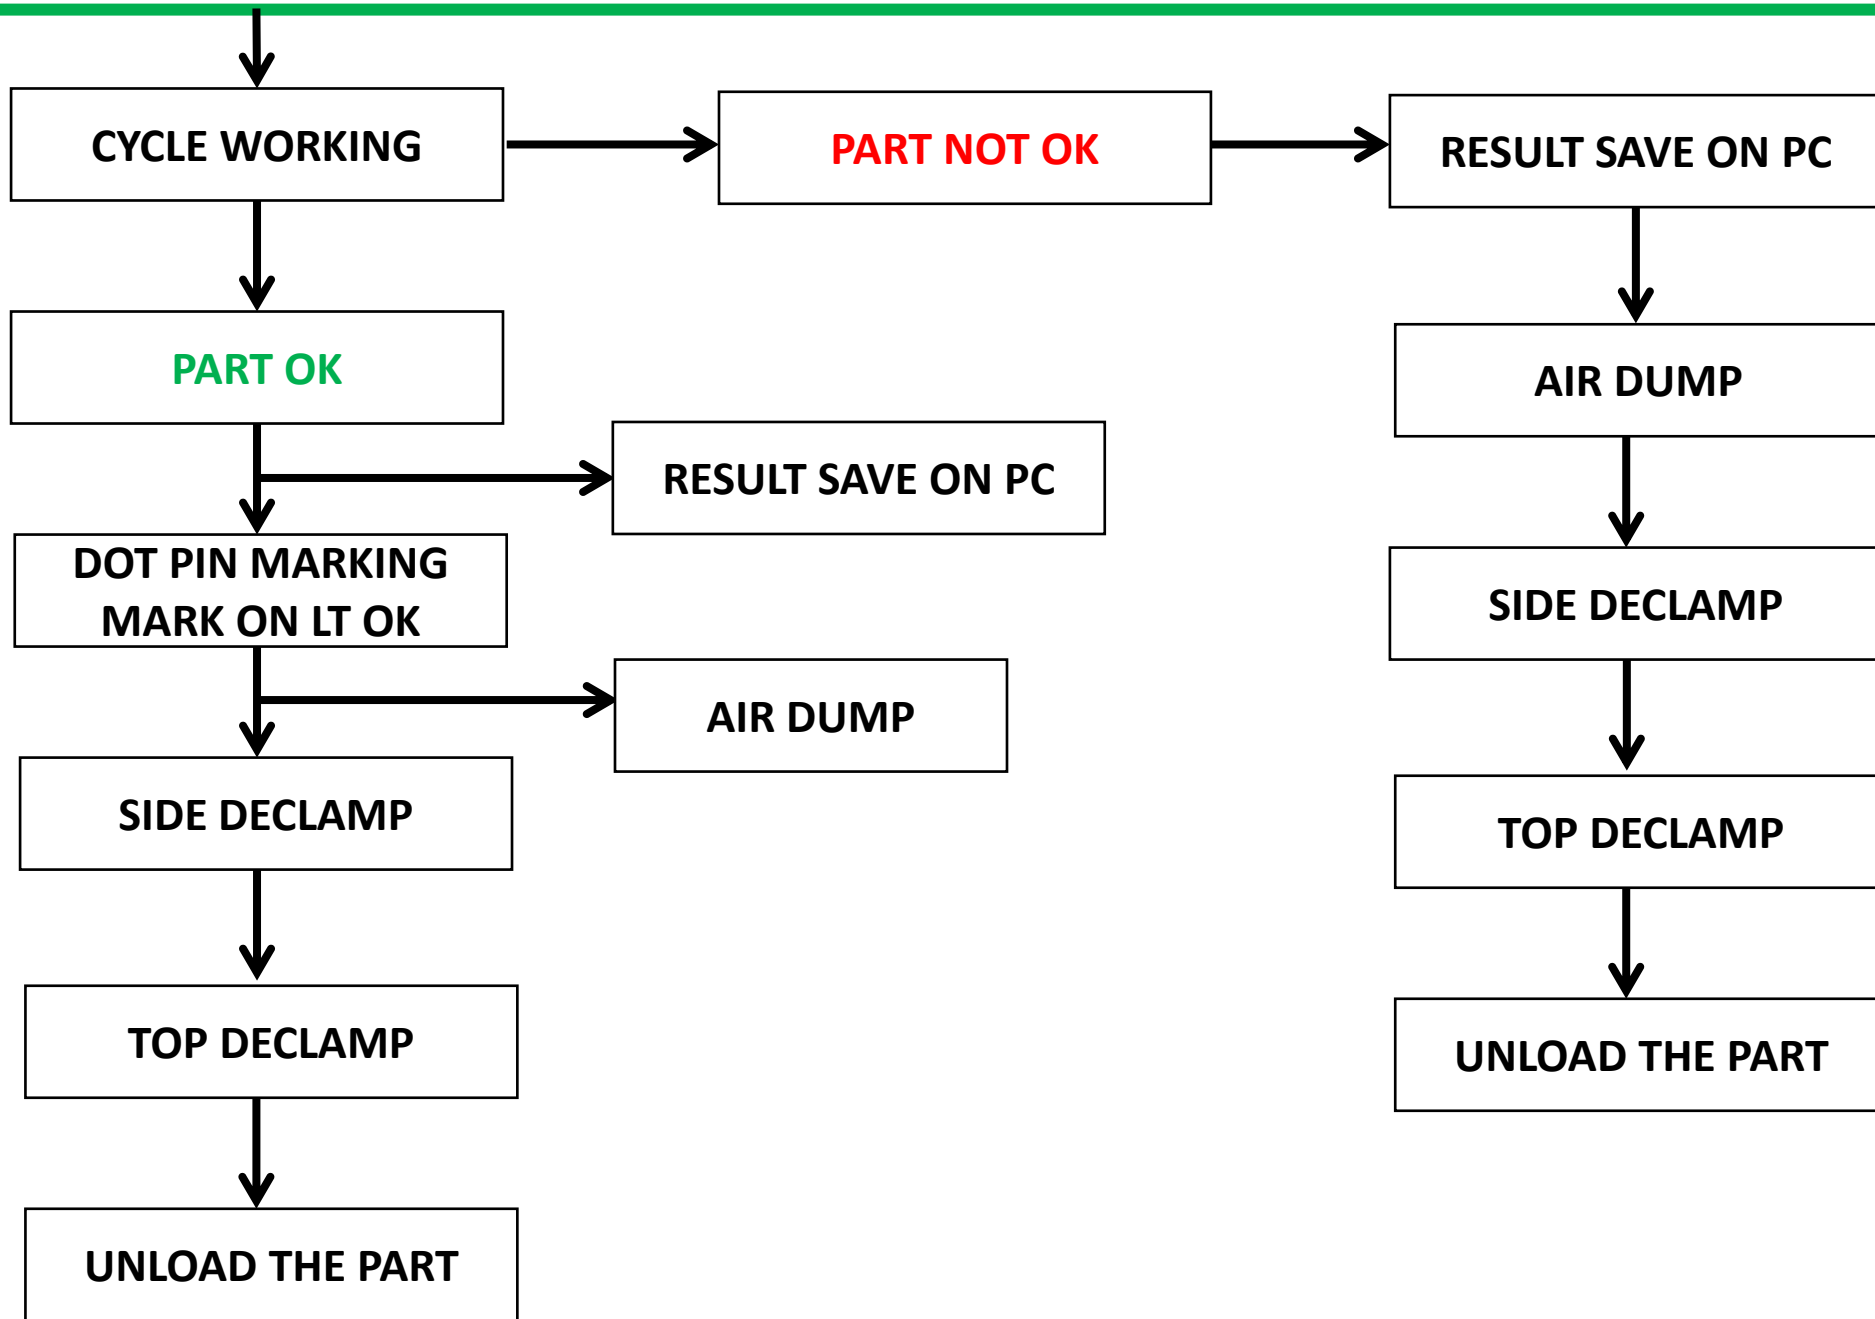 CYCLE WORKING
PART NOT OK
RESULT SAVE ON PC
PART OK
AIR DUMP
RESULT SAVE ON PC
DOT PIN MARKING
MARK ON LT OK
SIDE DECLAMP
AIR DUMP
SIDE DECLAMP
TOP DECLAMP
TOP DECLAMP
UNLOAD THE PART
UNLOAD THE PART